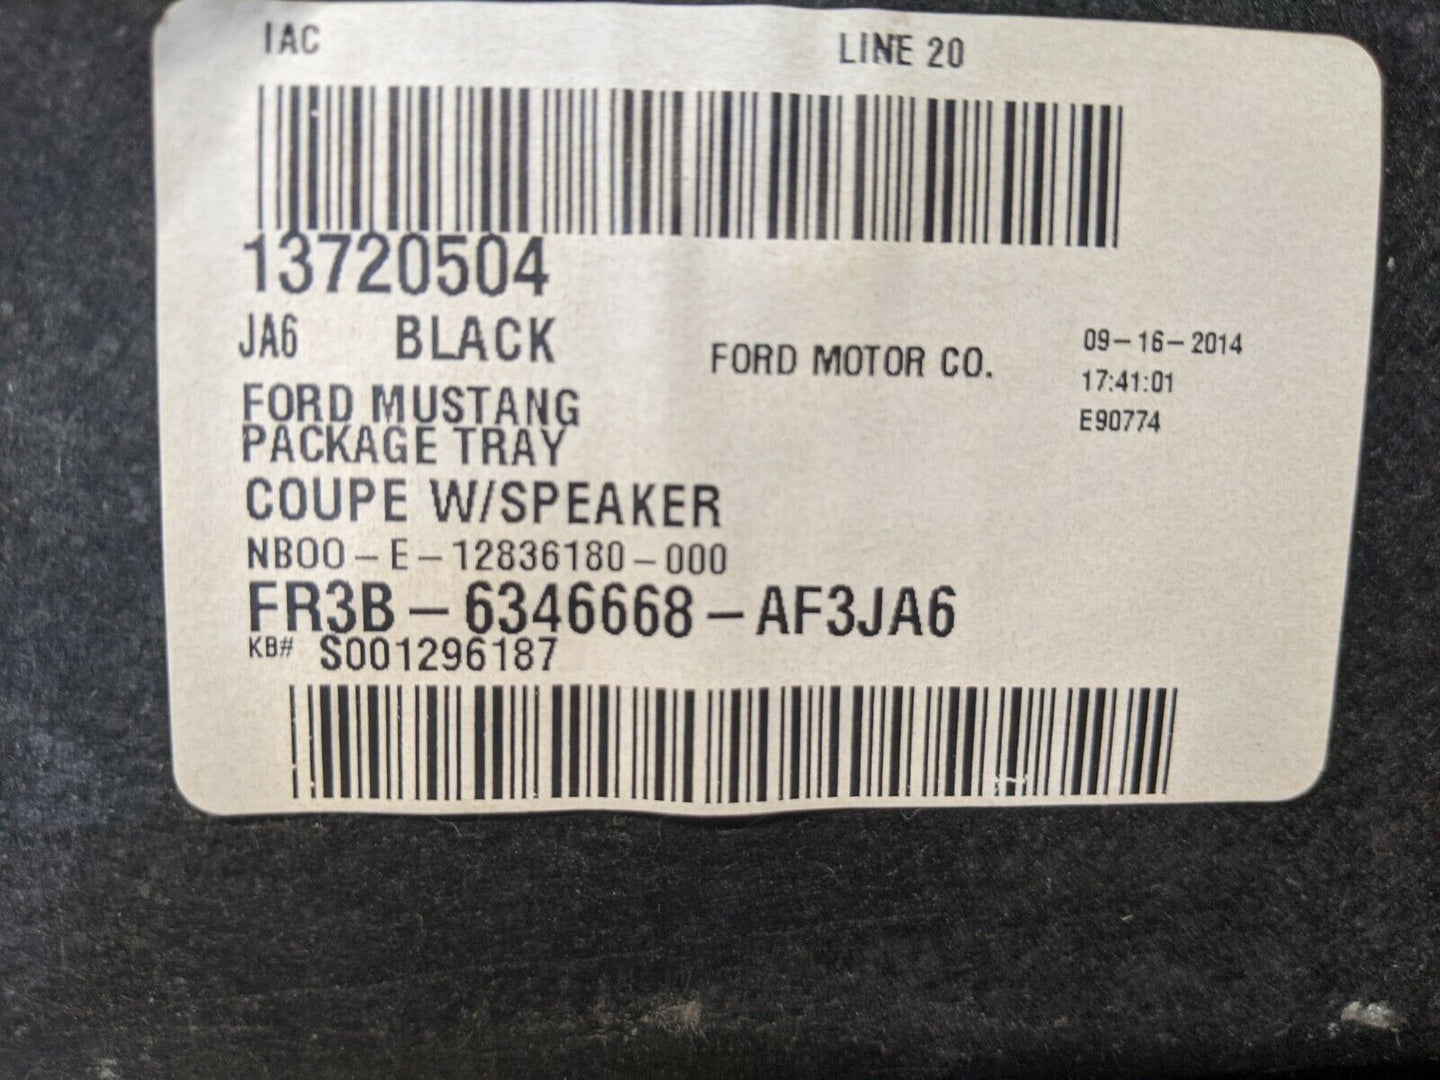 IAC LINE 20
13720504
JA6 BLACK
FORD MOTOR CO.
09-16-2014
17:41:01
E90774
FORD MUSTANG
PACKAGE TRAY
COUPE W/SPEAKER
NB00-E-12836180-000
FR3B-6346668-AF3JA6
KB# S001296187